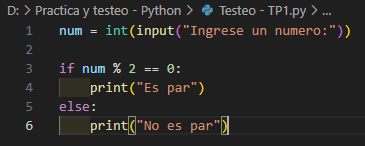 D: > Practica y testeo - Python > Testeo - TP1.py > ...
1 num = int(input("Ingrese un numero:"))
2
3 if num % 2 == 0:
4     print("Es par")
5 else:
6     print("No es par")